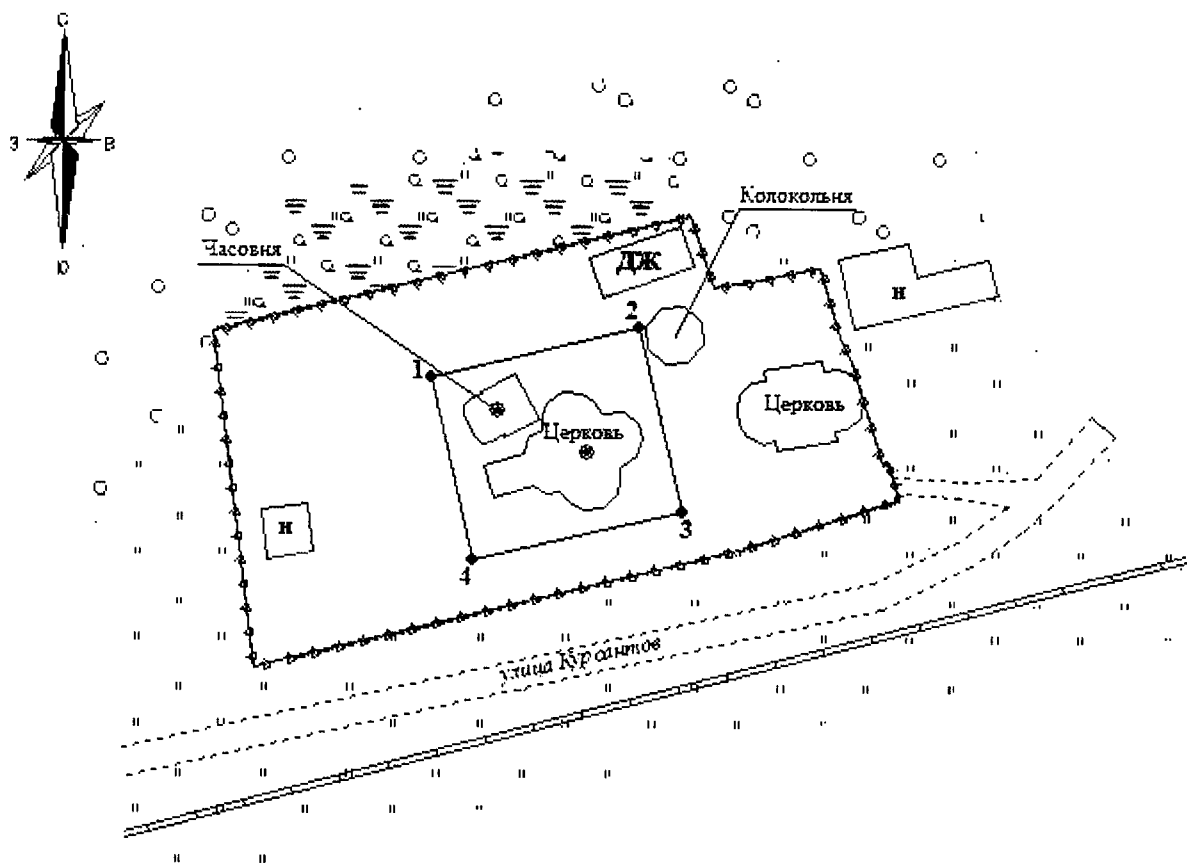 С
З
В
Ю
Колокольня
Часовня
ДЖ
н
2
1
Церковь
Церковь
н
3
4
улица Курсантов